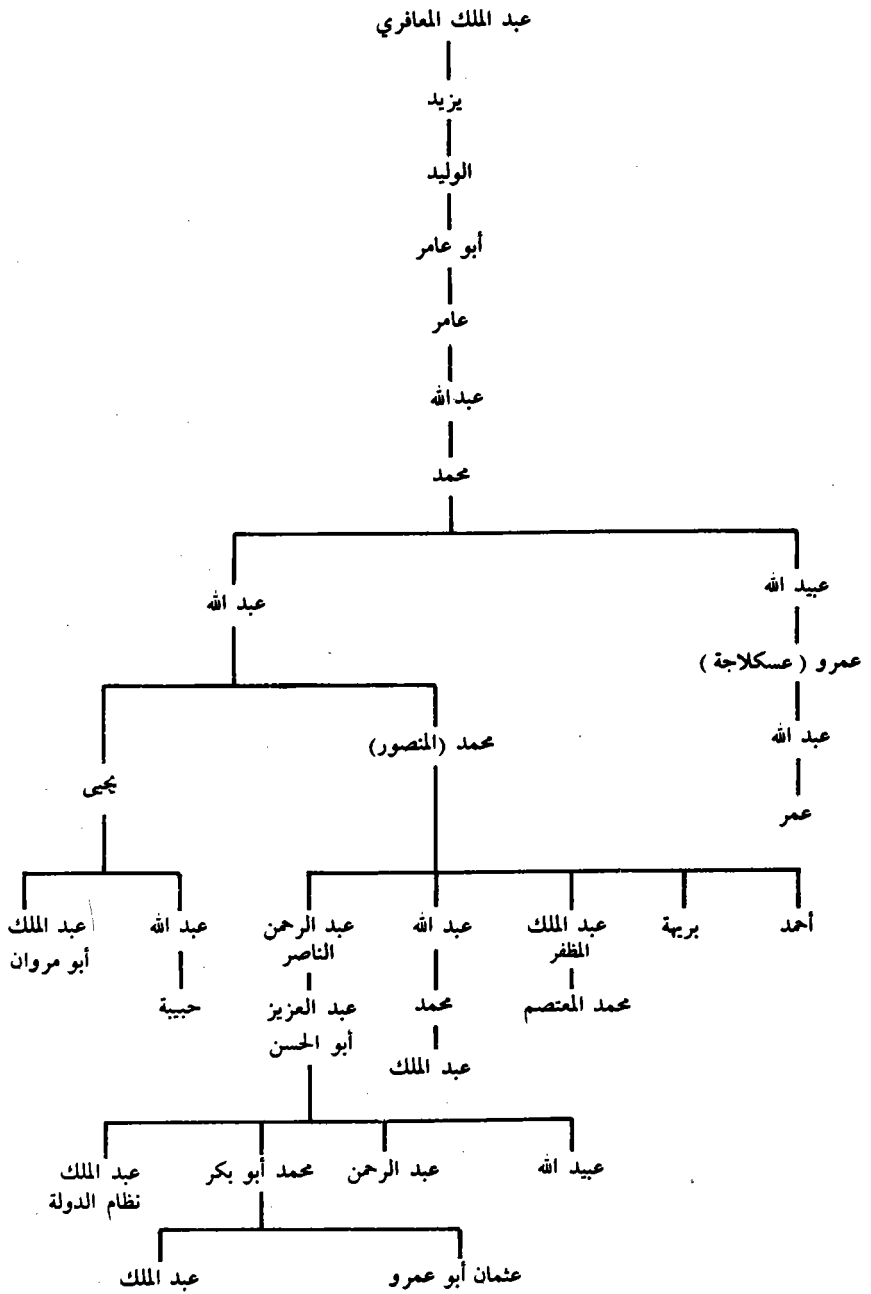 عبد الملك المعافري
يزيد
الوليد
أبو عامر
عامر
عبدالله
محمد
عبيد الله
عبد الله
عمرو (عسكلاجة)
عبد الله
محمد (المنصور)
يحيى
عمر
أحمد
بريهة
عبد الملك
المظفر
عبد الله
عبد الرحمن
الناصر
عبد الله
عبد الملك
أبو مروان
محمد المعتصم
محمد
عبد العزيز
أبو الحسن
حبيبة
عبد الملك
عبيد الله
عبد الرحمن
محمد أبو بكر
عبد الملك
نظام الدولة
عثمان أبو عمرو
عبد الملك